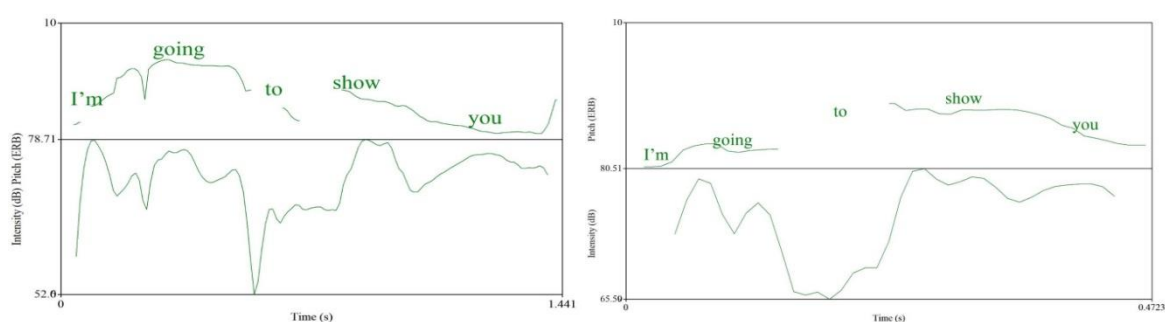 10
going
I'm
to
show
you
Pitch (ERB)
78.71
Intensity (dB)
52.6
0
1.441
Time (s)
10
to
show
you
going
I'm
Pitch (ERB)
80.51
Intensity (dB)
65.59
0
0.4723
Time (s)